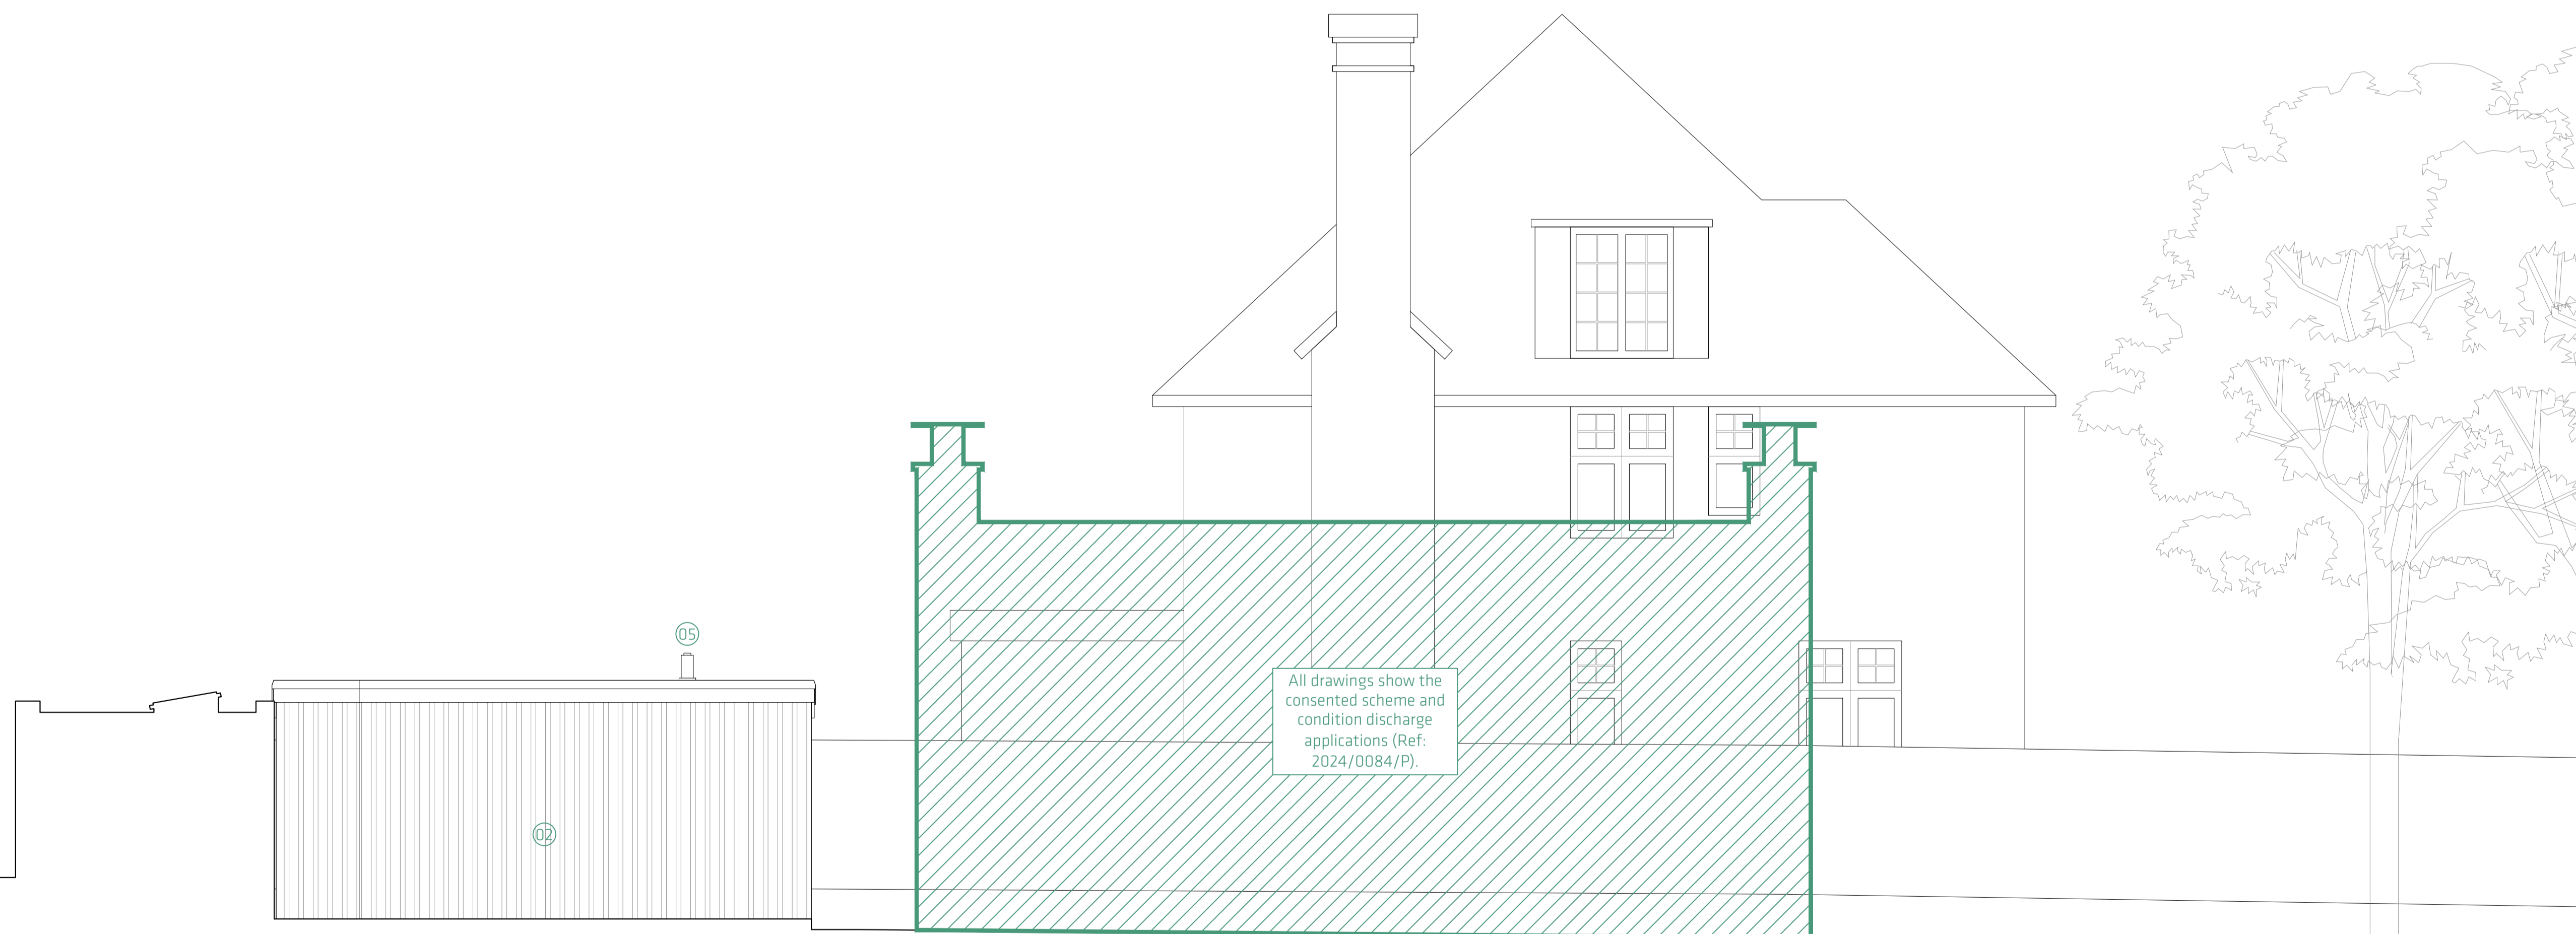 05
All drawings show the
consented scheme and
condition discharge
applications (Ref:
2024/0084/P).
02